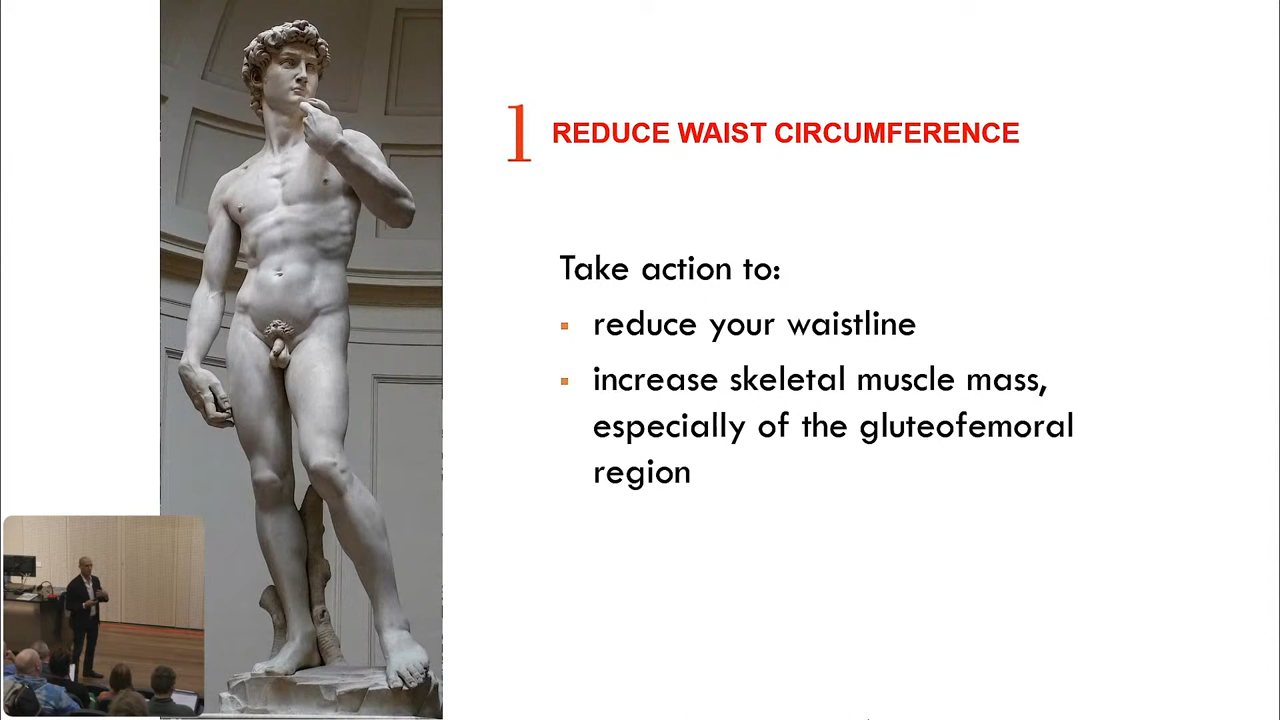 1 REDUCE WAIST CIRCUMFERENCE
Take action to:
▪ reduce your waistline
▪ increase skeletal muscle mass,
especially of the gluteofemoral
region